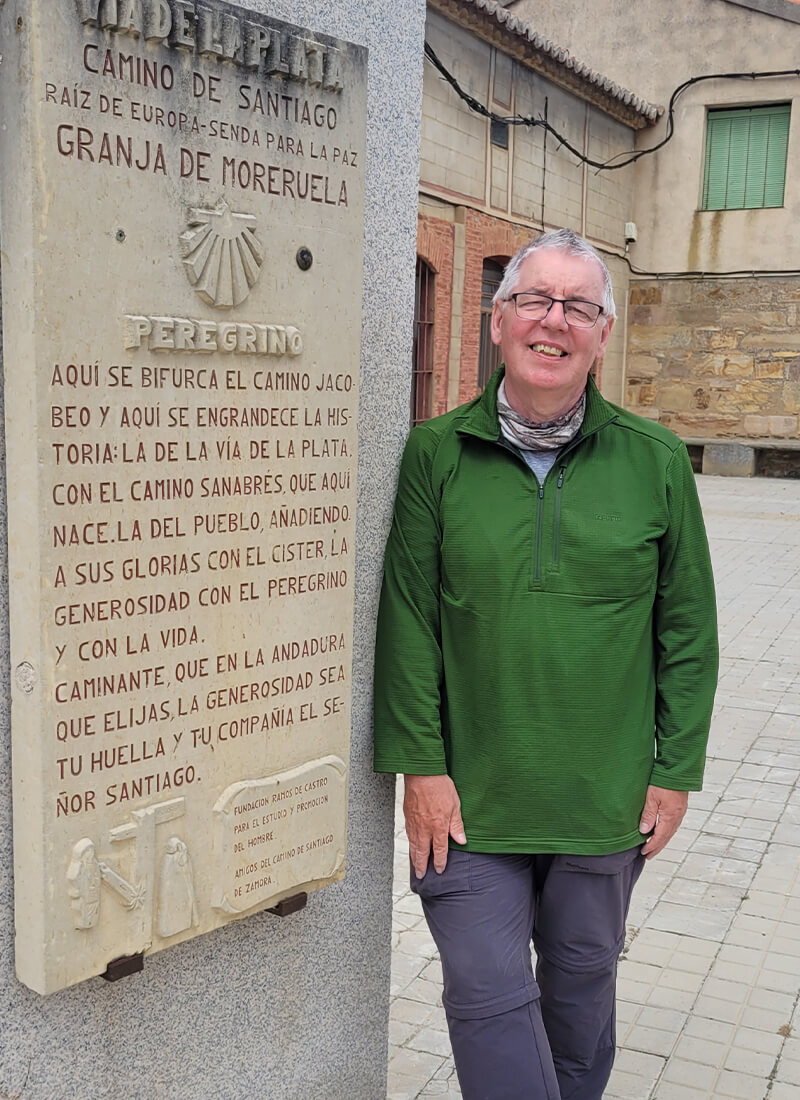 VIA DE LA PLATA
CAMINO DE SANTIAGO
RAÍZ DE EUROPA-SENDA PARA LA PAZ
GRANJA DE MORERUELA
PEREGRINO
AQUÍ SE BIFURCA EL CAMINO JACO-
BEO Y AQUÍ SE ENGRANDECE LA HIS-
TORIA: LA DE LA VÍA DE LA PLATA,
CON EL CAMINO SANABRÉS, QUE AQUÍ
NACE. LA DEL PUEBLO, AÑADIENDO
A SUS GLORIAS CON EL CISTER, LA
GENEROSIDAD CON EL PEREGRINO
Y CON LA VIDA.
CAMINANTE, QUE EN LA ANDADURA
QUE ELIJAS, LA GENEROSIDAD SEA
TU HUELLA Y TU COMPAÑÍA EL SE-
ÑOR SANTIAGO.
FUNDACIÓN RAMOS DE CASTRO
PARA EL ESTUDIO Y PROMOCIÓN
DEL HOMBRE.
AMIGOS DEL CAMINO DE SANTIAGO
DE ZAMORA.